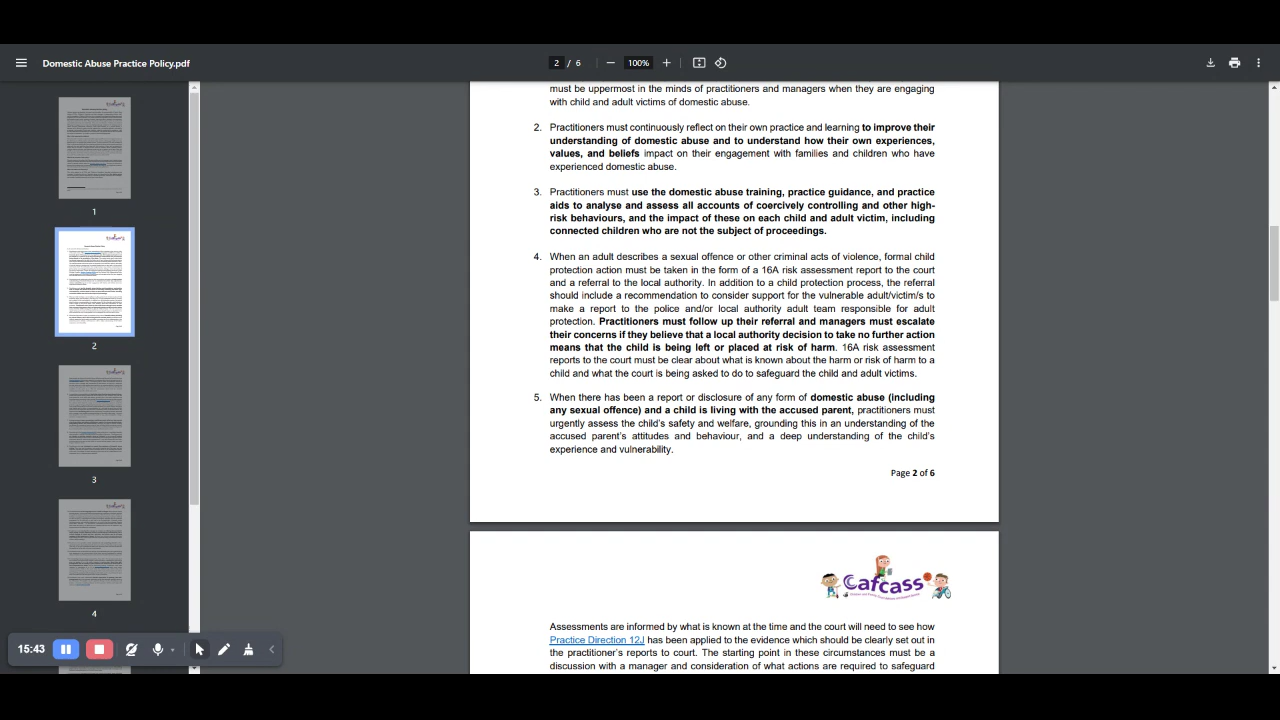 Domestic Abuse Practice Policy.pdf
2 / 6
100%
1
2
3
4
must be uppermost in the minds of practitioners and managers when they are engaging
with child and adult victims of domestic abuse.
2. Practitioners must continuously reflect on their own practice and learning to improve their
understanding of domestic abuse and to understand how their own experiences,
values, and beliefs impact on their engagement with families and children who have
experienced domestic abuse.
3. Practitioners must use the domestic abuse training, practice guidance, and practice
aids to analyse and assess all accounts of coercively controlling and other high-
risk behaviours, and the impact of these on each child and adult victim, including
connected children who are not the subject of proceedings.
4. When an adult describes a sexual offence or other criminal acts of violence, formal child
protection action must be taken in the form of a 16A risk assessment report to the court
and a referral to the local authority. In addition to a child protection process, the referral
should include a recommendation to consider support for the vulnerable adult/victim/s to
make a report to the police and/or local authority adult team responsible for adult
protection. Practitioners must follow up their referral and managers must escalate
their concerns if they believe that a local authority decision to take no further action
means that the child is being left or placed at risk of harm. 16A risk assessment
reports to the court must be clear about what is known about the harm or risk of harm to a
child and what the court is being asked to do to safeguard the child and adult victims.
5. When there has been a report or disclosure of any form of domestic abuse (including
any sexual offence) and a child is living with the accused parent, practitioners must
urgently assess the child's safety and welfare, grounding this in an understanding of the
accused parent's attitudes and behaviour, and a deep understanding of the child's
experience and vulnerability.
Page 2 of 6
Cafcass
Assessments are informed by what is known at the time and the court will need to see how
Practice Direction 12J has been applied to the evidence which should be clearly set out in
the practitioner's reports to court. The starting point in these circumstances must be a
discussion with a manager and consideration of what actions are required to safeguard
15:43